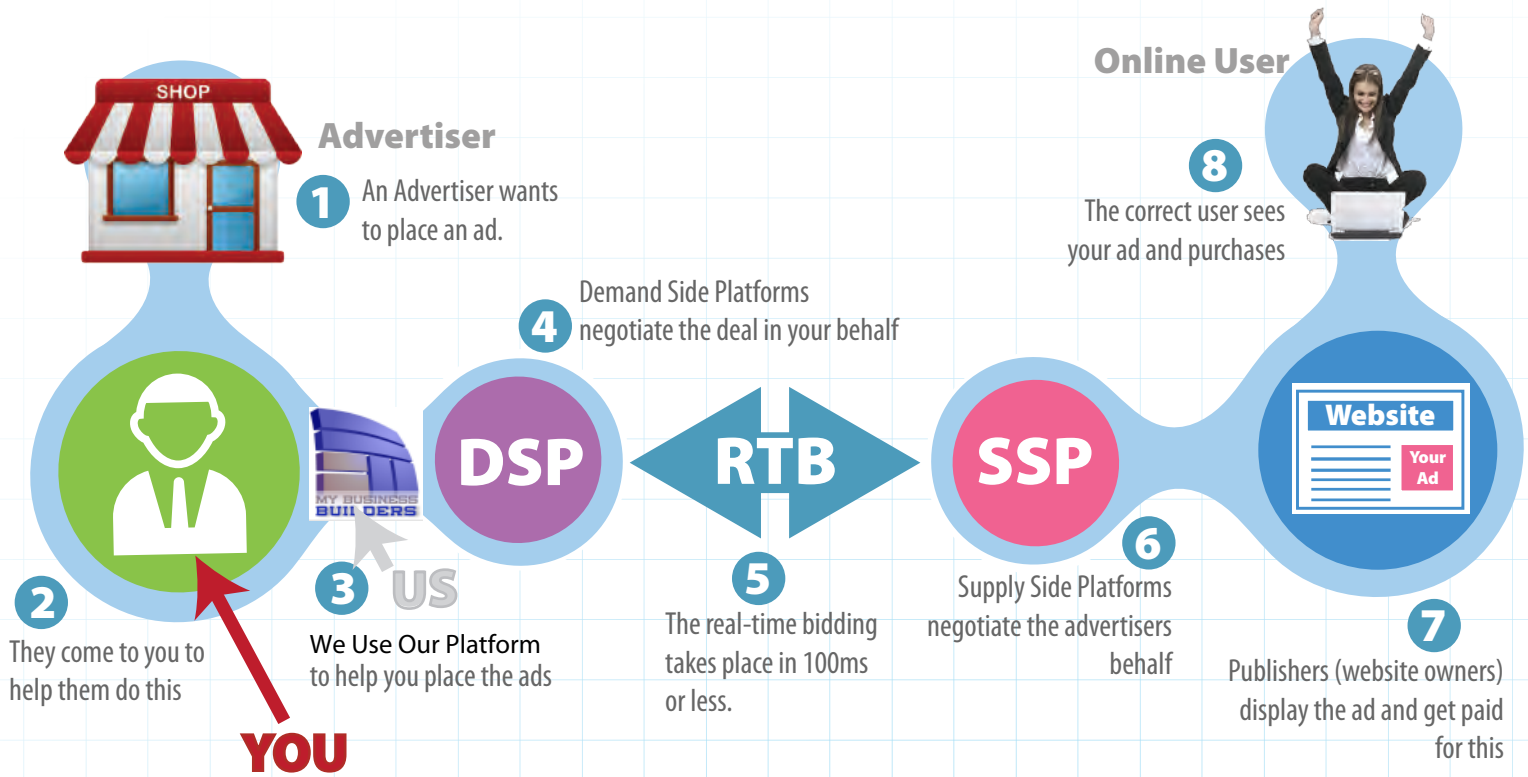 SHOP
Advertiser
1
An Advertiser wants
to place an ad.
2
They come to you to
help them do this
YOU
MY BUSINESS
BUILDERS
3
US
We Use Our Platform
to help you place the ads
4
Demand Side Platforms
negotiate the deal in your behalf
DSP
RTB
5
The real-time bidding
takes place in 100ms
or less.
SSP
6
Supply Side Platforms
negotiate the advertisers
behalf
Website
Your
Ad
7
Publishers (website owners)
display the ad and get paid
for this
Online User
8
The correct user sees
your ad and purchases